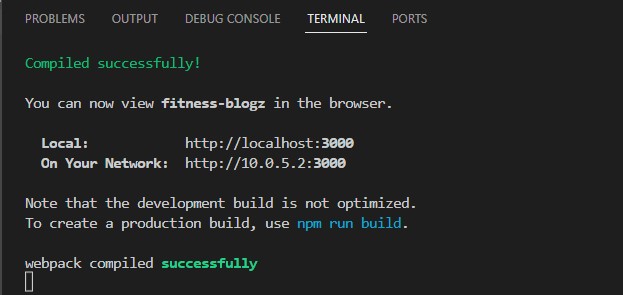 PROBLEMS OUTPUT DEBUG CONSOLE TERMINAL PORTS
Compiled successfully!
You can now view fitness-blogz in the browser.
Local: http://localhost:3000
On Your Network: http://10.0.5.2:3000
Note that the development build is not optimized.
To create a production build, use npm run build.
webpack compiled successfully